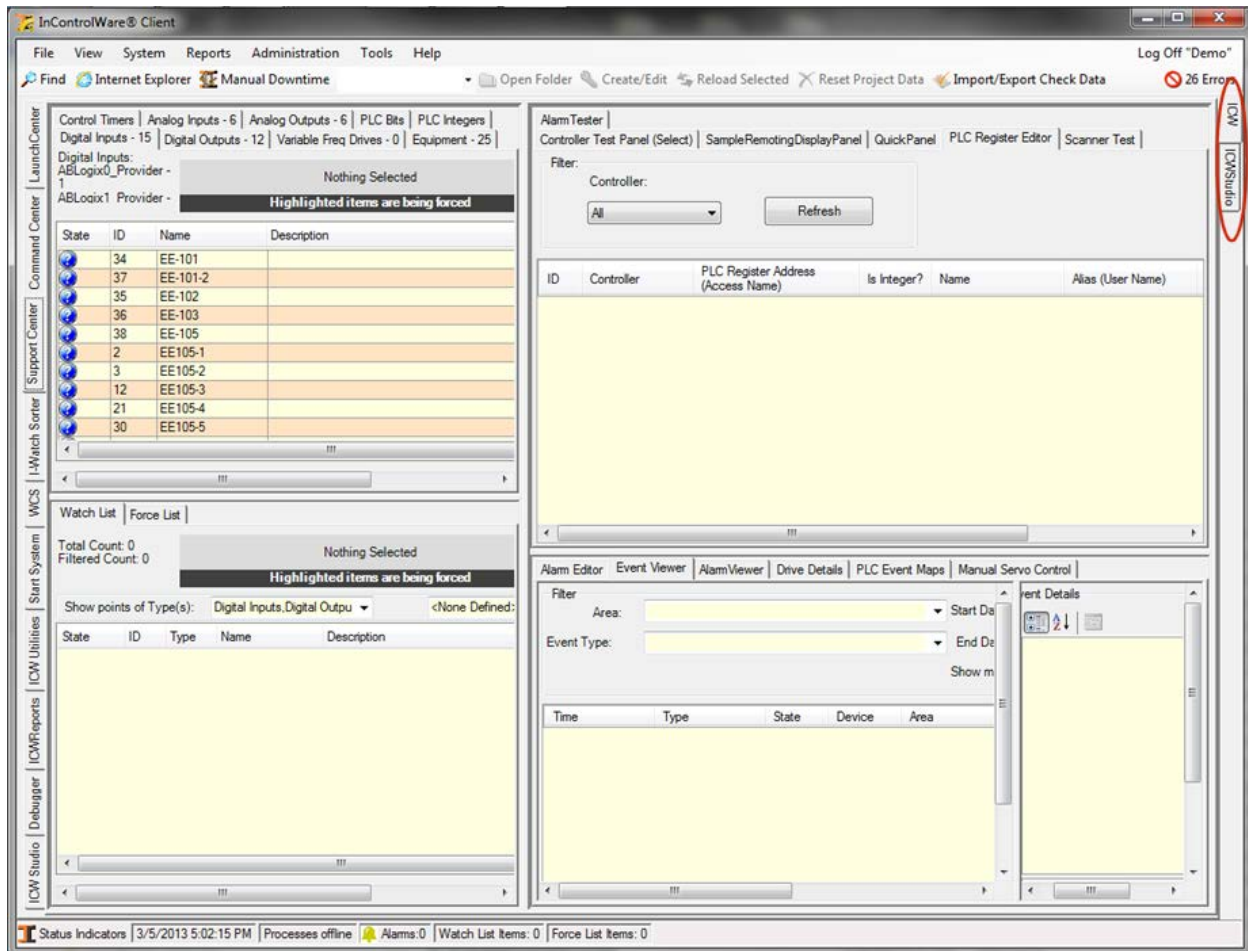 InControlWare® Client
File View System Reports Administration Tools Help
Log Off "Demo"
Find Internet Explorer Manual Downtime Open Folder Create/Edit Reload Selected Reset Project Data Import/Export Check Data 26 Errors
ICW
ICWStudio
LaunchCenter
Command Center
Support Center
I-Watch Sorter
WCS
Start System
ICW Utilities
ICWReports
Debugger
ICW Studio
Control Timers Analog Inputs - 6 Analog Outputs - 6 PLC Bits PLC Integers
Digital Inputs - 15 Digital Outputs - 12 Variable Freq Drives - 0 Equipment - 25
Digital Inputs:
ABLogix0_Provider -
1
ABLogix1 Provider -
Nothing Selected
Highlighted items are being forced
State ID Name Description
34 EE-101
37 EE-101-2
35 EE-102
36 EE-103
38 EE-105
2 EE105-1
3 EE105-2
12 EE105-3
21 EE105-4
30 EE105-5
Watch List Force List
Total Count: 0
Filtered Count: 0
Nothing Selected
Highlighted items are being forced
Show points of Type(s): Digital Inputs,Digital Outpu <None Defined>
State ID Type Name Description
AlarmTester
Controller Test Panel (Select) SampleRemotingDisplayPanel QuickPanel PLC Register Editor Scanner Test
Filter:
Controller:
All
Refresh
ID Controller PLC Register Address (Access Name) Is Integer? Name Alias (User Name)
Alarm Editor Event Viewer AlarmViewer Drive Details PLC Event Maps Manual Servo Control
Filter
Area: Start Da
Event Type: End Da
Show m
Time Type State Device Area
vent Details
Status Indicators 3/5/2013 5:02:15 PM Processes offline Alarms:0 Watch List Items: 0 Force List Items: 0